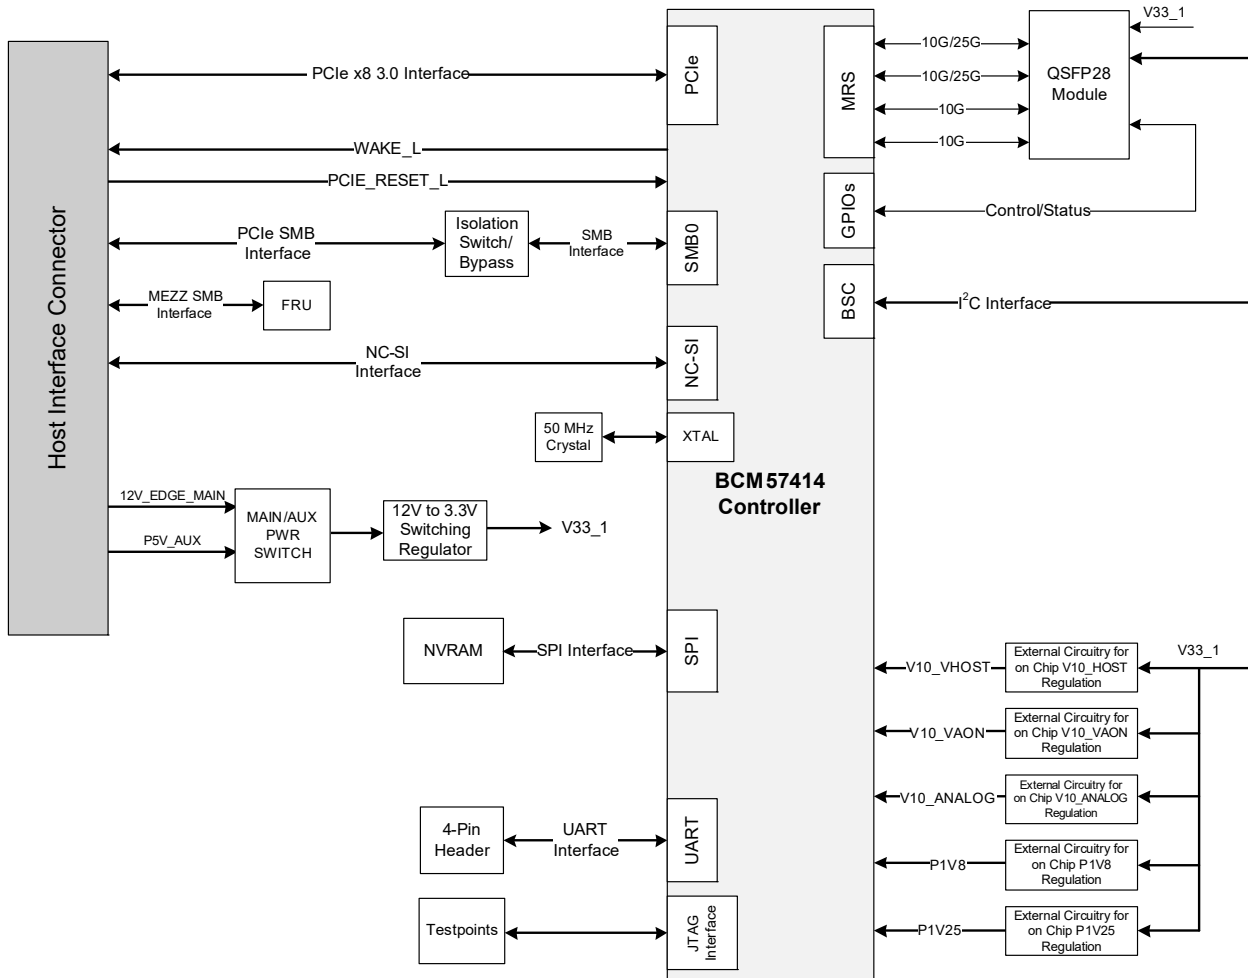 Host Interface Connector
PCIe x8 3.0 Interface
WAKE_L
PCIE_RESET_L
PCIe SMB
Interface
Isolation
Switch/
Bypass
SMB
Interface
MEZZ SMB
Interface
FRU
NC-SI
Interface
50 MHz
Crystal
12V_EDGE_MAIN
P5V_AUX
MAIN/AUX
PWR
SWITCH
12V to 3.3V
Switching
Regulator
V33_1
NVRAM
SPI Interface
4-Pin
Header
UART
Interface
Testpoints
PCIe
SMB0
NC-SI
XTAL
SPI
UART
JTAG
Interface
BCM57414
Controller
MRS
GPIOs
BSC
10G/25G
10G/25G
10G
10G
QSFP28
Module
V33_1
Control/Status
I²C Interface
V10_VHOST
External Circuitry for
on Chip V10_HOST
Regulation
V33_1
V10_VAON
External Circuitry for
on Chip V10_VAON
Regulation
V10_ANALOG
External Circuitry for
on Chip V10_ANALOG
Regulation
P1V8
External Circuitry for
on Chip P1V8
Regulation
P1V25
External Circuitry for
on Chip P1V25
Regulation